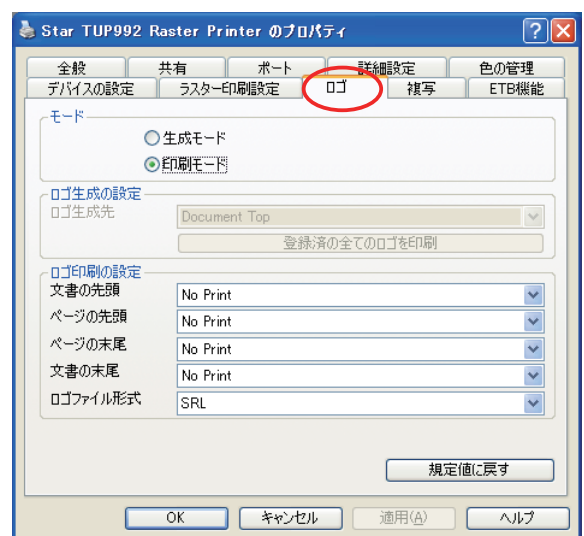 Star TUP992 Raster Printer のプロパティ
全般 共有 ポート 詳細設定 色の管理
デバイスの設定 ラスター印刷設定 ロゴ 複写 ETB機能
モード
生成モード
印刷モード
ロゴ生成の設定
ロゴ生成先 Document Top
登録済の全てのロゴを印刷
ロゴ印刷の設定
文書の先頭 No Print
ページの先頭 No Print
ページの末尾 No Print
文書の末尾 No Print
ロゴファイル形式 SRL
規定値に戻す
OK キャンセル 適用(A) ヘルプ